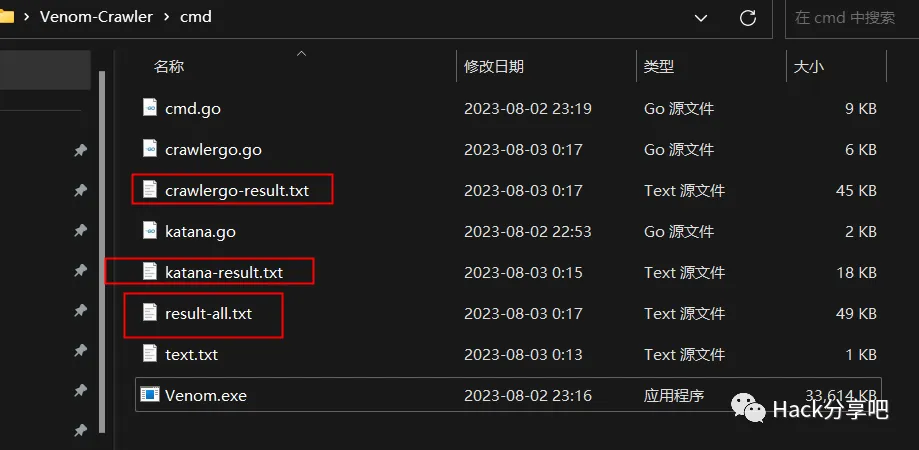 Venom-Crawler › cmd
在 cmd 中搜索
名称 修改日期 类型 大小
cmd.go 2023-08-02 23:19 Go 源文件 9 KB
crawlergo.go 2023-08-03 0:17 Go 源文件 6 KB
crawlergo-result.txt 2023-08-03 0:17 Text 源文件 45 KB
katana.go 2023-08-02 22:53 Go 源文件 2 KB
katana-result.txt 2023-08-03 0:15 Text 源文件 18 KB
result-all.txt 2023-08-03 0:17 Text 源文件 49 KB
text.txt 2023-08-03 0:13 Text 源文件 1 KB
Venom.exe 2023-08-02 23:16 应用程序 33,614 KB
Hack分享吧